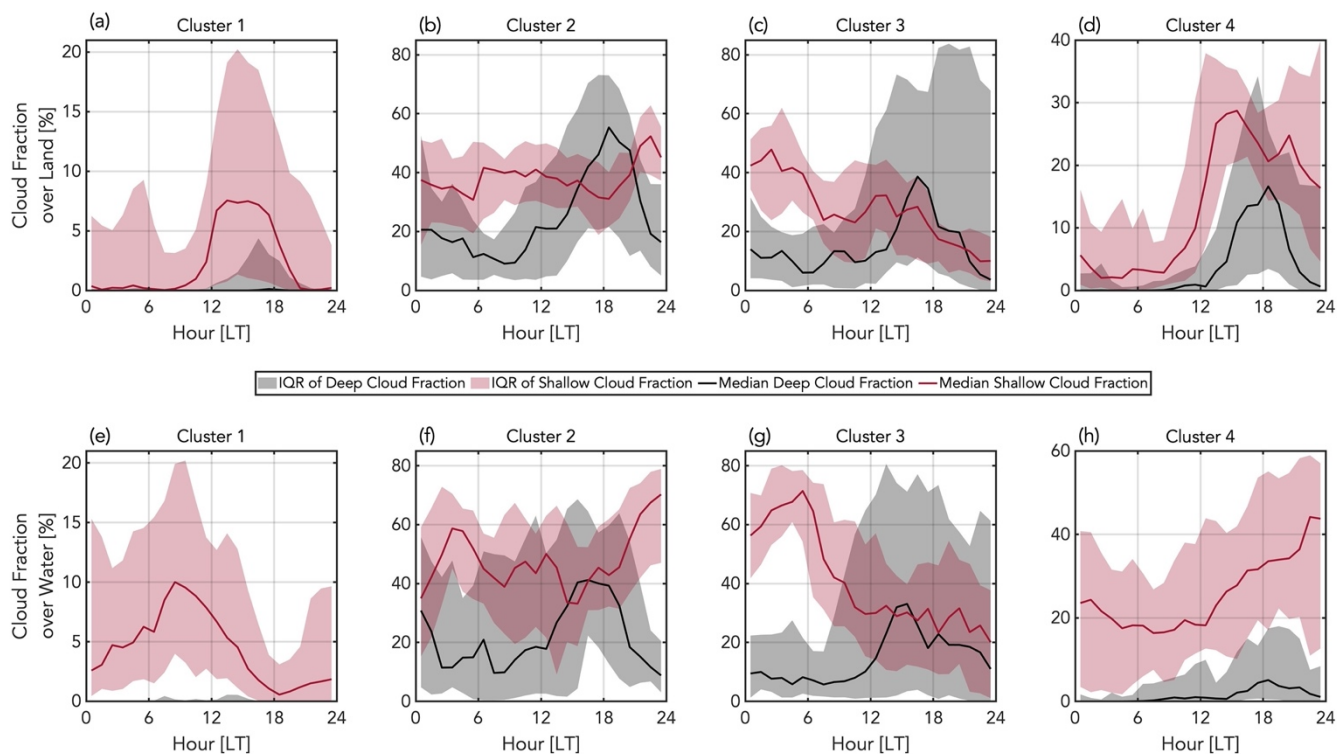 (a) Cluster 1
(b) Cluster 2
(c) Cluster 3
(d) Cluster 4
Cloud Fraction
over Land [%]
20
15
10
5
0
0 6 12 18 24
Hour [LT]
80
60
40
20
0
0 6 12 18 24
Hour [LT]
80
60
40
20
0
0 6 12 18 24
Hour [LT]
40
30
20
10
0
0 6 12 18 24
Hour [LT]
IQR of Deep Cloud Fraction IQR of Shallow Cloud Fraction Median Deep Cloud Fraction Median Shallow Cloud Fraction
(e) Cluster 1
(f) Cluster 2
(g) Cluster 3
(h) Cluster 4
Cloud Fraction
over Water [%]
20
15
10
5
0
0 6 12 18 24
Hour [LT]
80
60
40
20
0
0 6 12 18 24
Hour [LT]
80
60
40
20
0
0 6 12 18 24
Hour [LT]
60
40
20
0
0 6 12 18 24
Hour [LT]